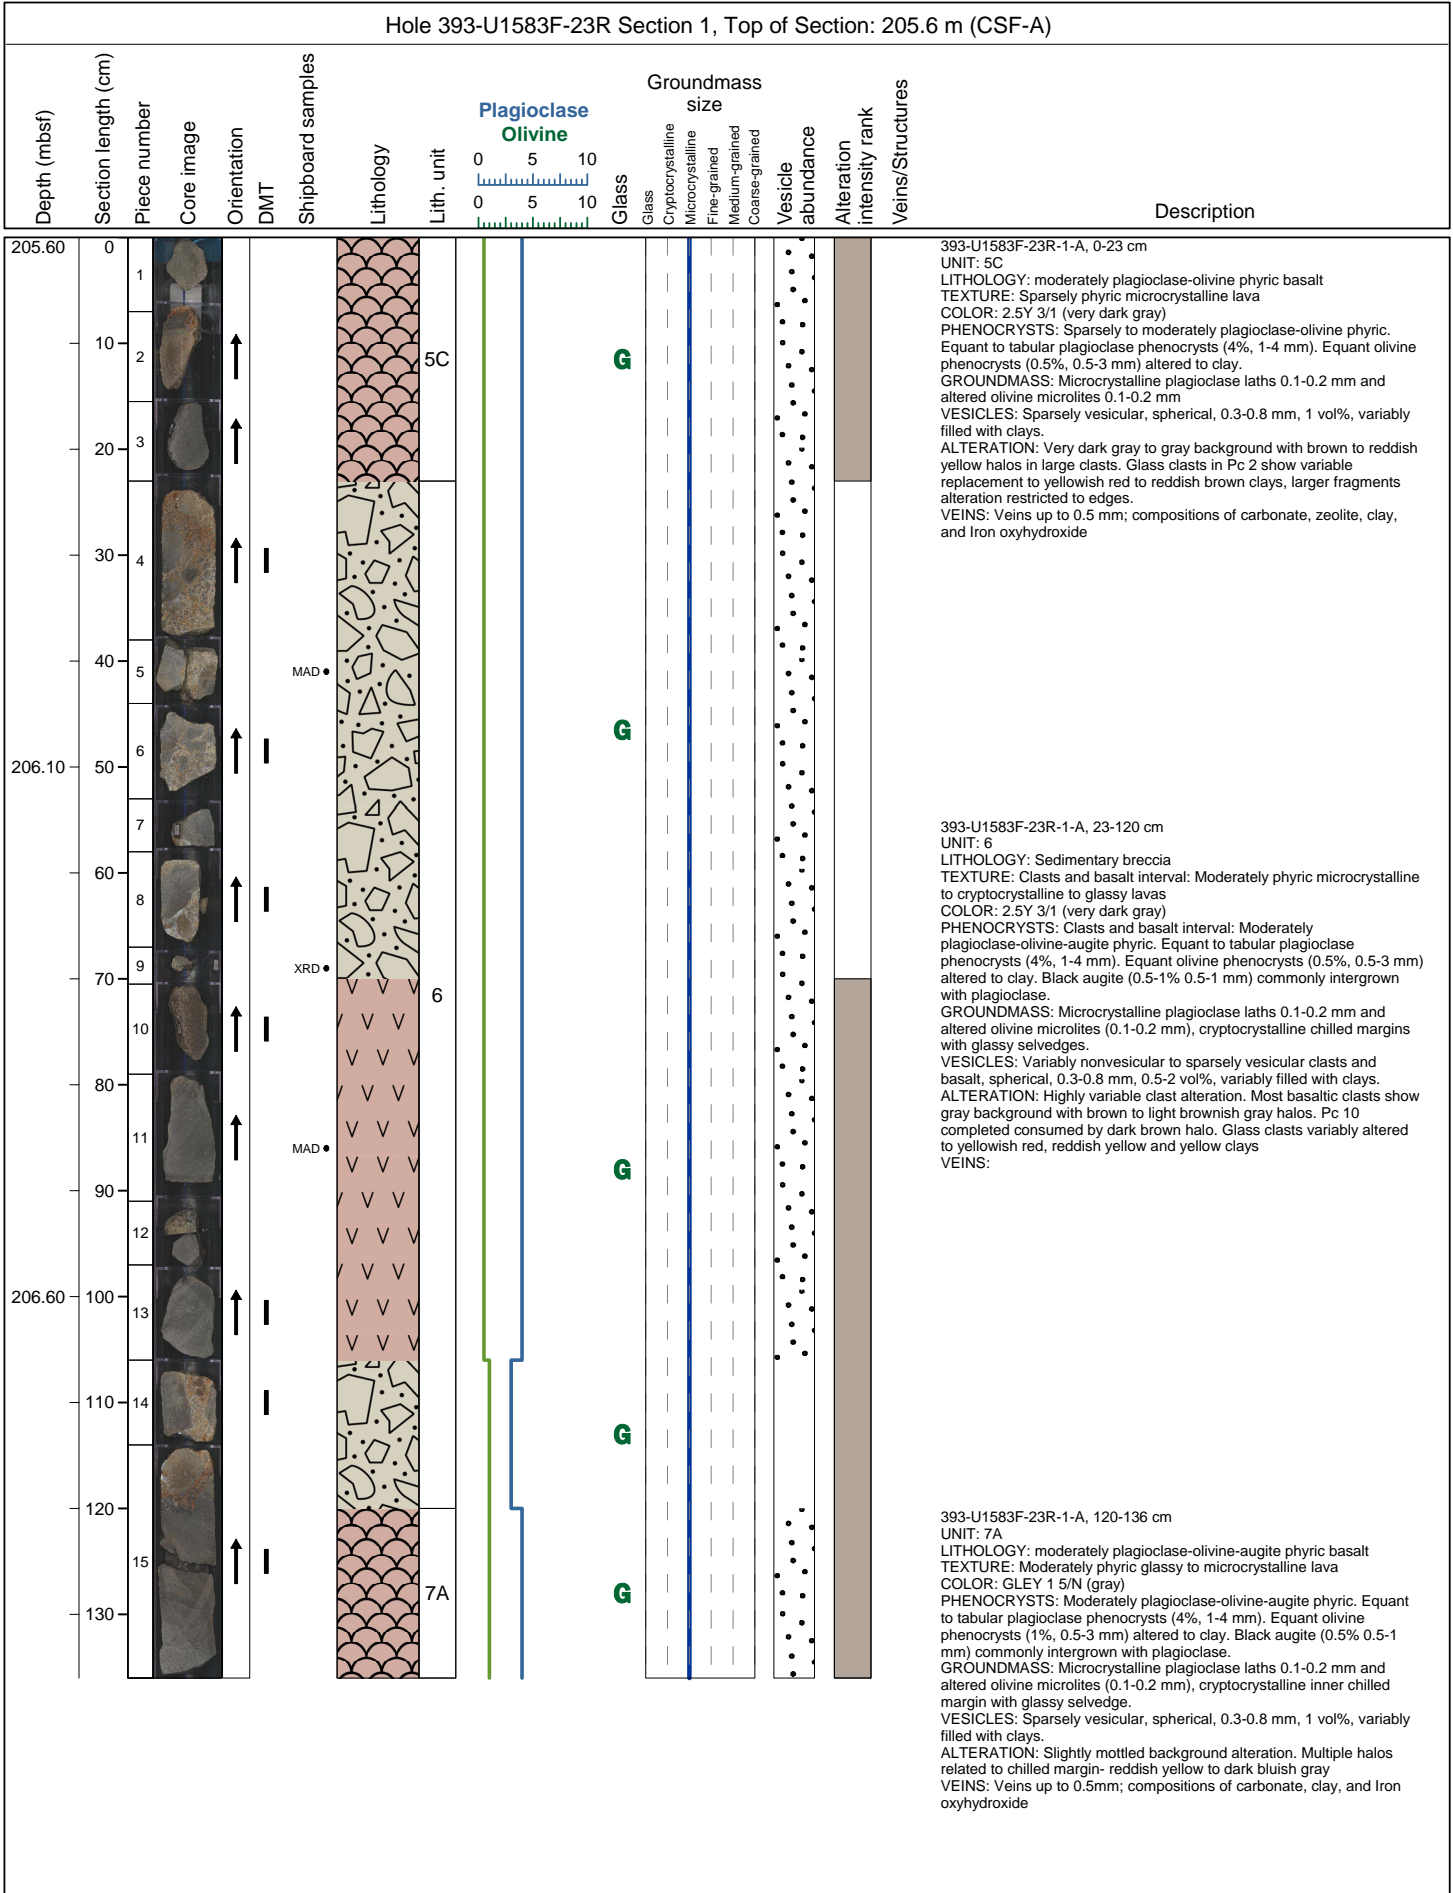 Hole 393-U1583F-23R Section 1, Top of Section: 205.6 m (CSF-A)
Depth (mbsf)
Section length (cm)
Piece number
Core image
Orientation
DMT
Shipboard samples
Lithology
Lith. unit
Plagioclase
Olivine
0 5 10
0 5 10
Glass
Groundmass
size
Glass
Cryptocrystalline
Microcrystalline
Fine-grained
Medium-grained
Coarse-grained
Vesicle
abundance
Alteration
intensity rank
Veins/Structures
Description
205.60
206.10
206.60
0
10
20
30
40
50
60
70
80
90
100
110
120
130
1
2
3
4
5
6
7
8
9
10
11
12
13
14
15
MAD
XRD
MAD
5C
6
7A
G
G
G
G
G
393-U1583F-23R-1-A, 0-23 cm
UNIT: 5C
LITHOLOGY: moderately plagioclase-olivine phyric basalt
TEXTURE: Sparsely phyric microcrystalline lava
COLOR: 2.5Y 3/1 (very dark gray)
PHENOCRYSTS: Sparsely to moderately plagioclase-olivine phyric.
Equant to tabular plagioclase phenocrysts (4%, 1-4 mm). Equant olivine
phenocrysts (0.5%, 0.5-3 mm) altered to clay.
GROUNDMASS: Microcrystalline plagioclase laths 0.1-0.2 mm and
altered olivine microlites 0.1-0.2 mm
VESICLES: Sparsely vesicular, spherical, 0.3-0.8 mm, 1 vol%, variably
filled with clays.
ALTERATION: Very dark gray to gray background with brown to reddish
yellow halos in large clasts. Glass clasts in Pc 2 show variable
replacement to yellowish red to reddish brown clays, larger fragments
alteration restricted to edges.
VEINS: Veins up to 0.5 mm; compositions of carbonate, zeolite, clay,
and Iron oxyhydroxide
393-U1583F-23R-1-A, 23-120 cm
UNIT: 6
LITHOLOGY: Sedimentary breccia
TEXTURE: Clasts and basalt interval: Moderately phyric microcrystalline
to cryptocrystalline to glassy lavas
COLOR: 2.5Y 3/1 (very dark gray)
PHENOCRYSTS: Clasts and basalt interval: Moderately
plagioclase-olivine-augite phyric. Equant to tabular plagioclase
phenocrysts (4%, 1-4 mm). Equant olivine phenocrysts (0.5%, 0.5-3 mm)
altered to clay. Black augite (0.5-1% 0.5-1 mm) commonly intergrown
with plagioclase.
GROUNDMASS: Microcrystalline plagioclase laths 0.1-0.2 mm and
altered olivine microlites (0.1-0.2 mm), cryptocrystalline chilled margins
with glassy selvedges.
VESICLES: Variably nonvesicular to sparsely vesicular clasts and
basalt, spherical, 0.3-0.8 mm, 0.5-2 vol%, variably filled with clays.
ALTERATION: Highly variable clast alteration. Most basaltic clasts show
gray background with brown to light brownish gray halos. Pc 10
completed consumed by dark brown halo. Glass clasts variably altered
to yellowish red, reddish yellow and yellow clays
VEINS:
393-U1583F-23R-1-A, 120-136 cm
UNIT: 7A
LITHOLOGY: moderately plagioclase-olivine-augite phyric basalt
TEXTURE: Moderately phyric glassy to microcrystalline lava
COLOR: GLEY 1 5/N (gray)
PHENOCRYSTS: Moderately plagioclase-olivine-augite phyric. Equant
to tabular plagioclase phenocrysts (4%, 1-4 mm). Equant olivine
phenocrysts (1%, 0.5-3 mm) altered to clay. Black augite (0.5% 0.5-1
mm) commonly intergrown with plagioclase.
GROUNDMASS: Microcrystalline plagioclase laths 0.1-0.2 mm and
altered olivine microlites (0.1-0.2 mm), cryptocrystalline inner chilled
margin with glassy selvedge.
VESICLES: Sparsely vesicular, spherical, 0.3-0.8 mm, 1 vol%, variably
filled with clays.
ALTERATION: Slightly mottled background alteration. Multiple halos
related to chilled margin- reddish yellow to dark bluish gray
VEINS: Veins up to 0.5mm; compositions of carbonate, clay, and Iron
oxyhydroxide